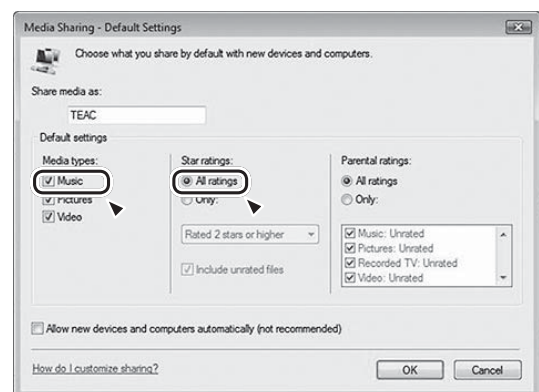 Media Sharing - Default Settings
Choose what you share by default with new devices and computers.
Share media as:
TEAC
Default settings
Media types:
Music
Pictures
Video
Star ratings:
All ratings
Only:
Rated 2 stars or higher
Include unrated files
Parental ratings:
All ratings
Only:
Music: Unrated
Pictures: Unrated
Recorded TV: Unrated
Video: Unrated
Allow new devices and computers automatically (not recommended)
How do I customize sharing?
OK
Cancel